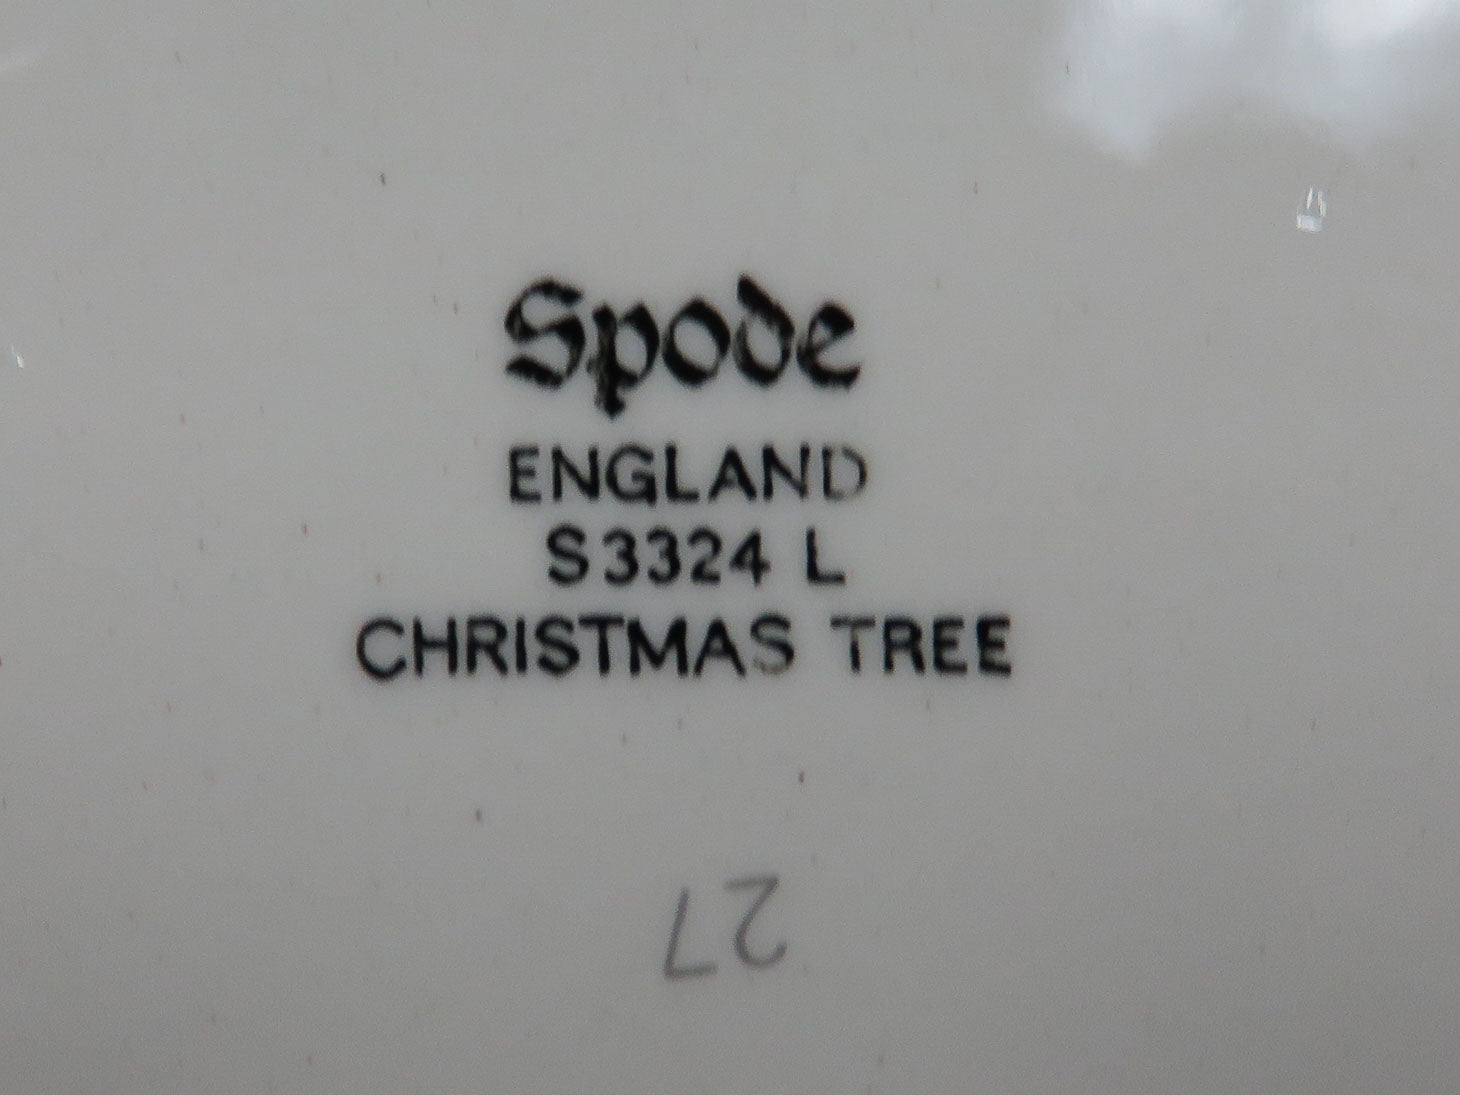 Spode
ENGLAND
S3324 L
CHRISTMAS TREE
27